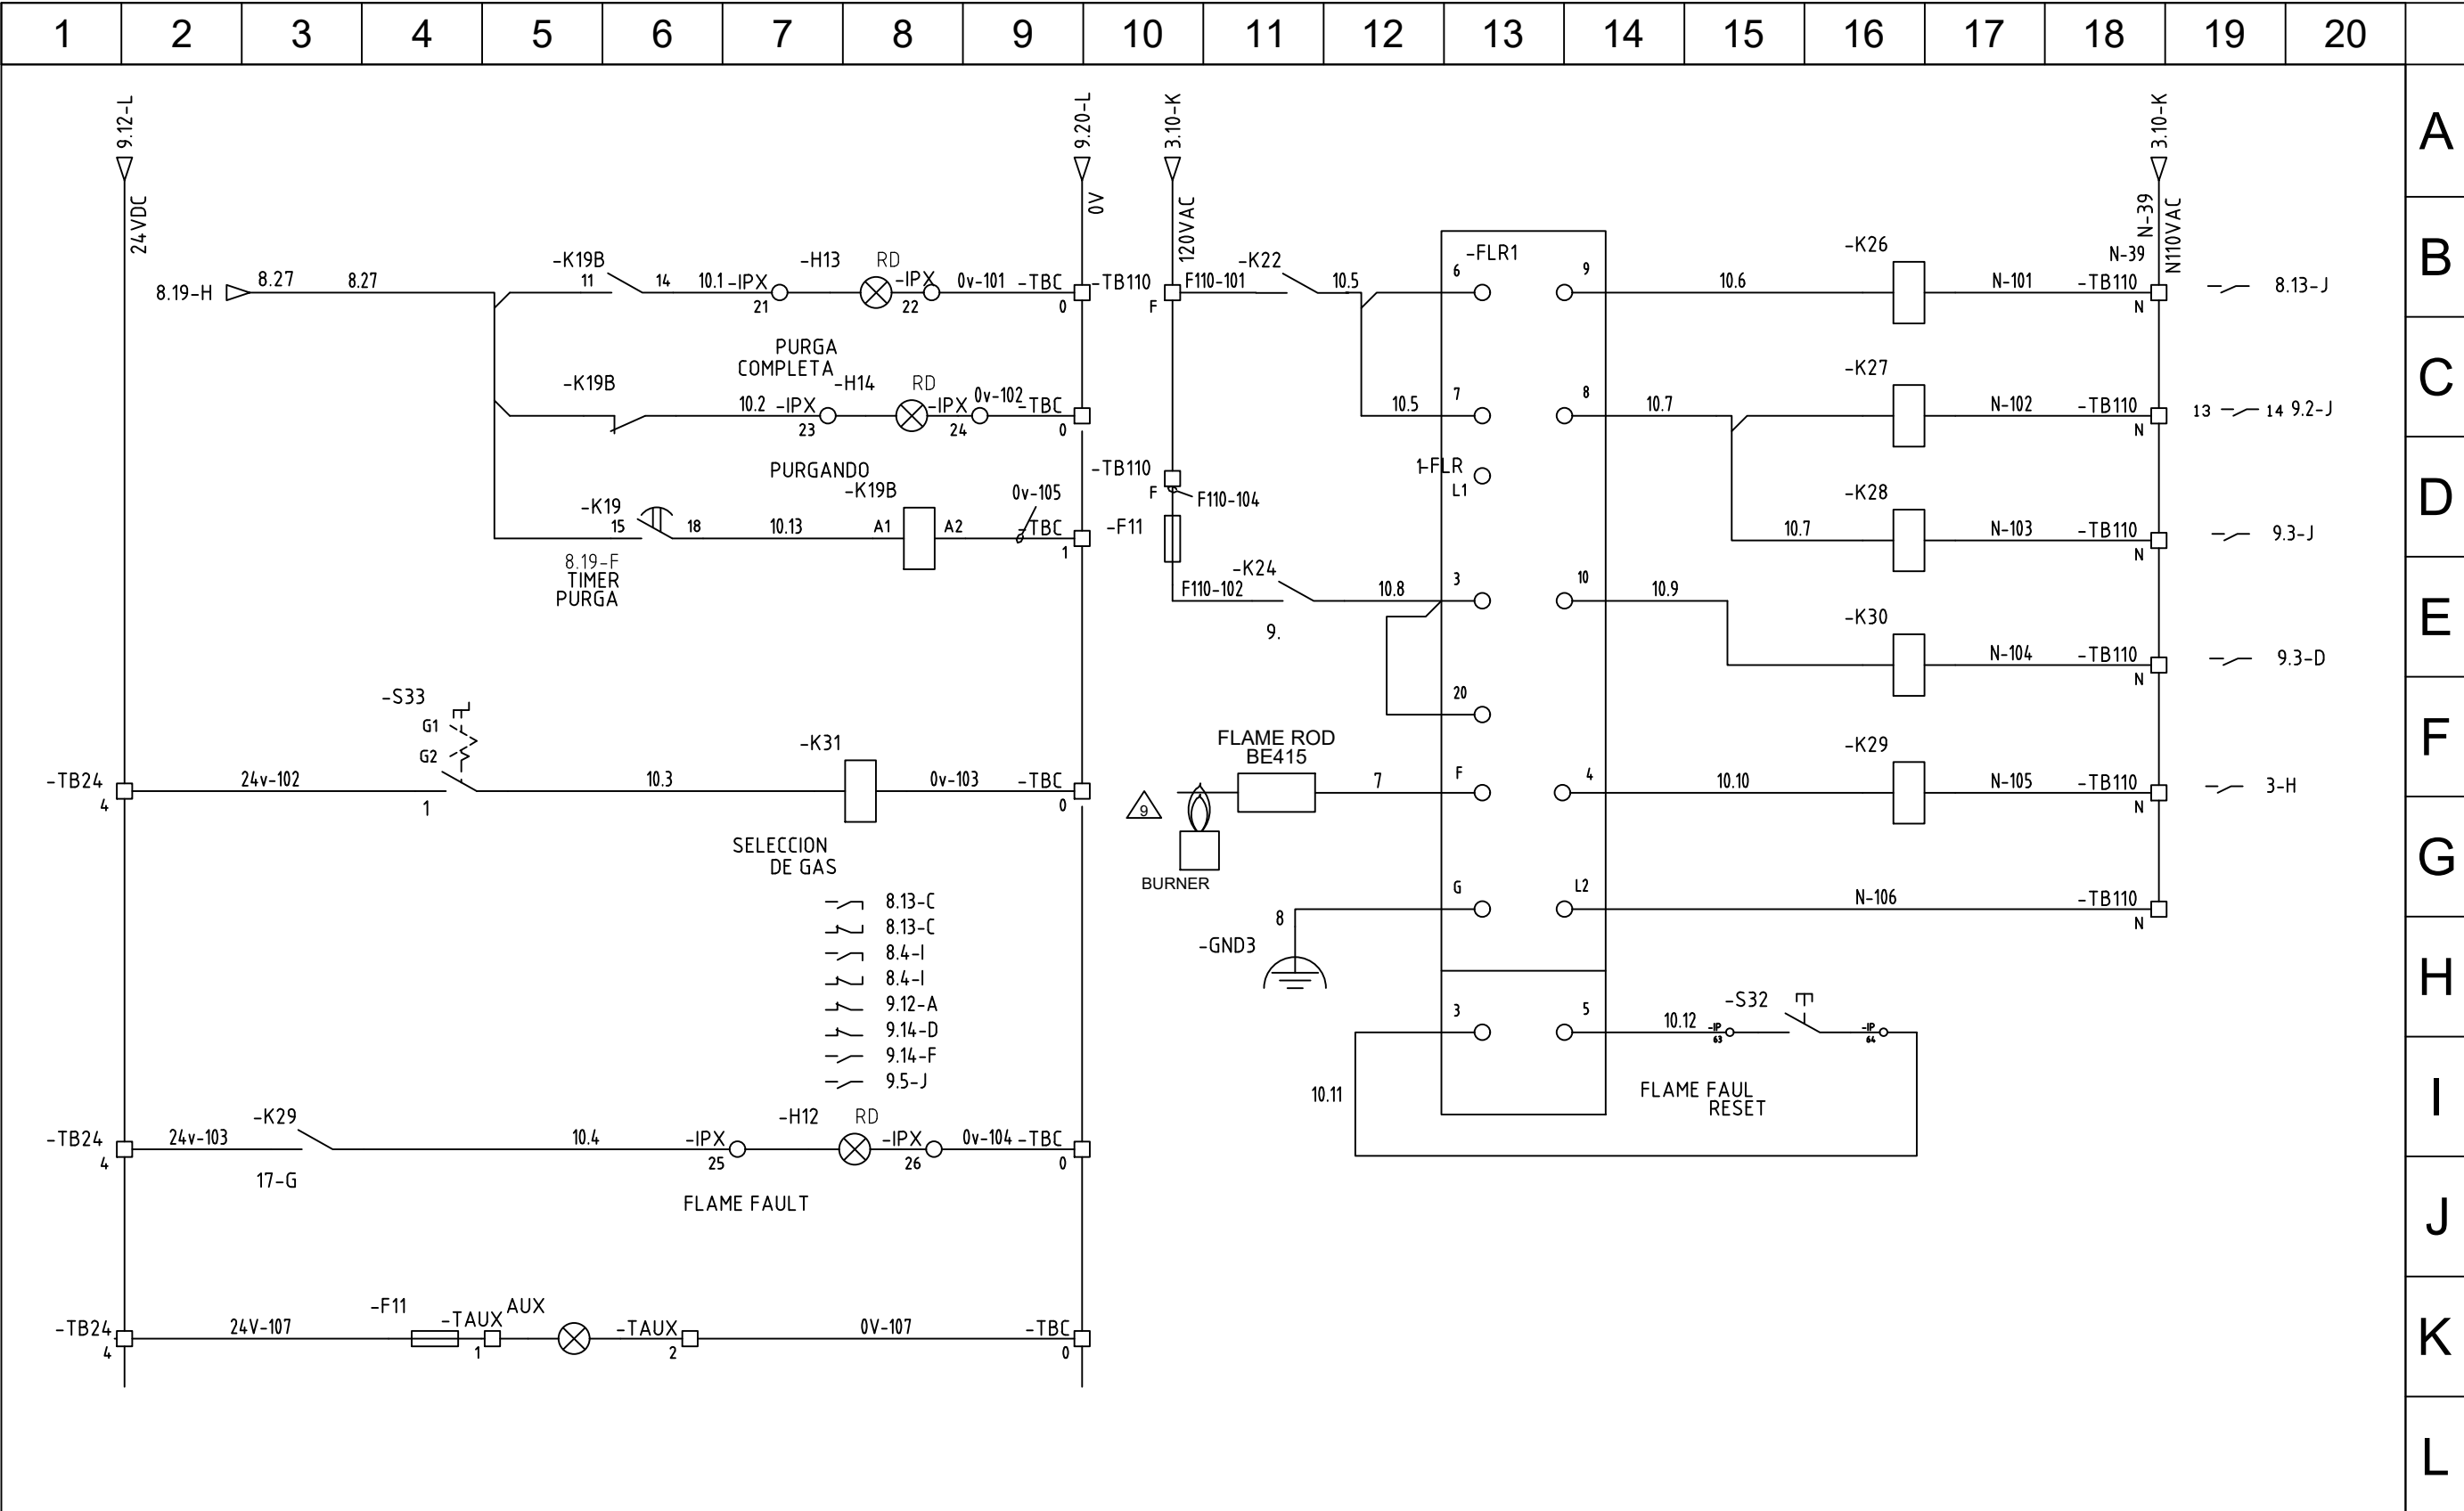 1 2 3 4 5 6 7 8 9 10 11 12 13 14 15 16 17 18 19 20
A
9.12-L
9.20-L
3.10-K
3.10-K
24VDC
0V
120VAC
N-39
N110VAC
B
8.19-H
8.27
8.27
-K19B
11
14
10.1
-IPX
21
-H13
RD
-IPX
22
0v-101
-TBC
0
-TB110
F
F110-101
-K22
10.5
6
-FLR1
9
10.6
-K26
N-101
N-39
-TB110
N
8.13-J
PURGA
COMPLETA
C
-K19B
10.2
-IPX
23
-H14
RD
-IPX
24
0v-102
-TBC
0
10.5
7
8
10.7
-K27
N-102
-TB110
N
13
14
9.2-J
PURGANDO
D
-K19
15
18
10.13
-K19B
A1
A2
0v-105
-TBC
1
8.19-F
TIMER
PURGA
-TB110
F
F110-104
-F11
1-FLR
L1
10.7
-K28
N-103
-TB110
N
9.3-J
E
F110-102
-K24
9.
10.8
3
10
10.9
-K30
N-104
-TB110
N
9.3-D
20
F
-TB24
4
24v-102
-S33
G1
G2
1
10.3
-K31
0v-103
-TBC
0
SELECCION
DE GAS
9
FLAME ROD
BE415
BURNER
7
F
4
10.10
-K29
N-105
-TB110
N
3-H
G
8.13-C
8.13-C
8.4-I
8.4-I
9.12-A
9.14-D
9.14-F
9.5-J
8
-GND3
G
L2
N-106
-TB110
N
H
3
5
10.12
-IP
63
-S32
-IP
64
10.11
FLAME FAUL
RESET
I
-TB24
4
24v-103
-K29
17-G
10.4
-IPX
25
-H12
RD
-IPX
26
0v-104
-TBC
0
FLAME FAULT
J
K
-TB24
4
24V-107
-F11
-TAUX
1
AUX
-TAUX
2
0V-107
-TBC
0
L